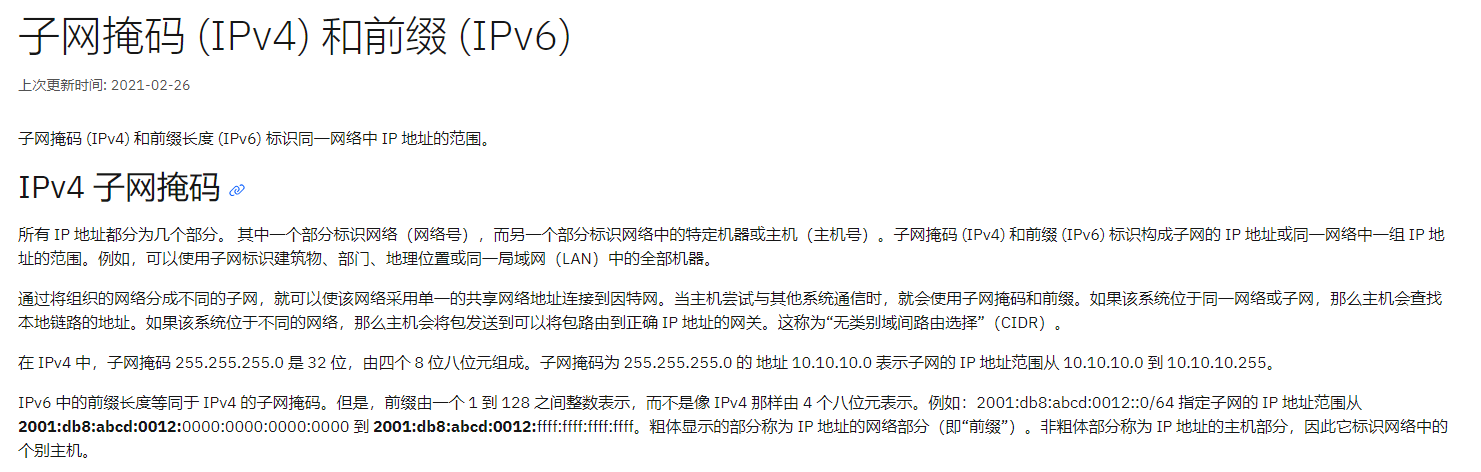 子网掩码 (IPv4) 和前缀 (IPv6)
上次更新时间: 2021-02-26
子网掩码 (IPv4) 和前缀长度 (IPv6) 标识同一网络中 IP 地址的范围。
IPv4 子网掩码
所有 IP 地址都分为几个部分。 其中一个部分标识网络（网络号），而另一个部分标识网络中的特定机器或主机（主机号）。子网掩码 (IPv4) 和前缀 (IPv6) 标识构成子网的 IP 地址或同一网络中一组 IP 地
址的范围。例如，可以使用子网标识建筑物、部门、地理位置或同一局域网（LAN）中的全部机器。
通过将组织的网络分成不同的子网，就可以使该网络采用单一的共享网络地址连接到因特网。当主机尝试与其他系统通信时，就会使用子网掩码和前缀。如果该系统位于同一网络或子网，那么主机会查找
本地链路的地址。如果该系统位于不同的网络，那么主机会将包发送到可以将包路由到正确 IP 地址的网关。这称为“无类别域间路由选择”（CIDR）。
在 IPv4 中，子网掩码 255.255.255.0 是 32 位，由四个 8 位八位元组成。子网掩码为 255.255.255.0 的 地址 10.10.10.0 表示子网的 IP 地址范围从 10.10.10.0 到 10.10.10.255。
IPv6 中的前缀长度等同于 IPv4 的子网掩码。但是，前缀由一个 1 到 128 之间整数表示，而不是像 IPv4 那样由 4 个八位元表示。例如：2001:db8:abcd:0012::0/64 指定子网的 IP 地址范围从
2001:db8:abcd:0012:0000:0000:0000:0000 到 2001:db8:abcd:0012:ffff:ffff:ffff:ffff。粗体显示的部分称为 IP 地址的网络部分（即“前缀”）。非粗体部分称为 IP 地址的主机部分，因此它标识网络中的
个别主机。